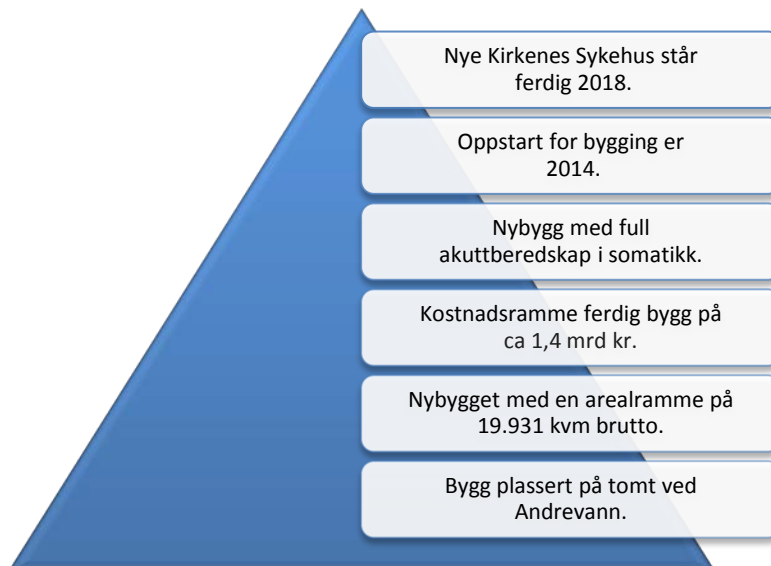 Nye Kirkenes Sykehus står
ferdig 2018.
Oppstart for bygging er
2014.
Nybygg med full
akuttberedskap i somatikk.
Kostnadsramme ferdig bygg på
ca 1,4 mrd kr.
Nybygget med en arealramme på
19.931 kvm brutto.
Bygg plassert på tomt ved
Andrevann.